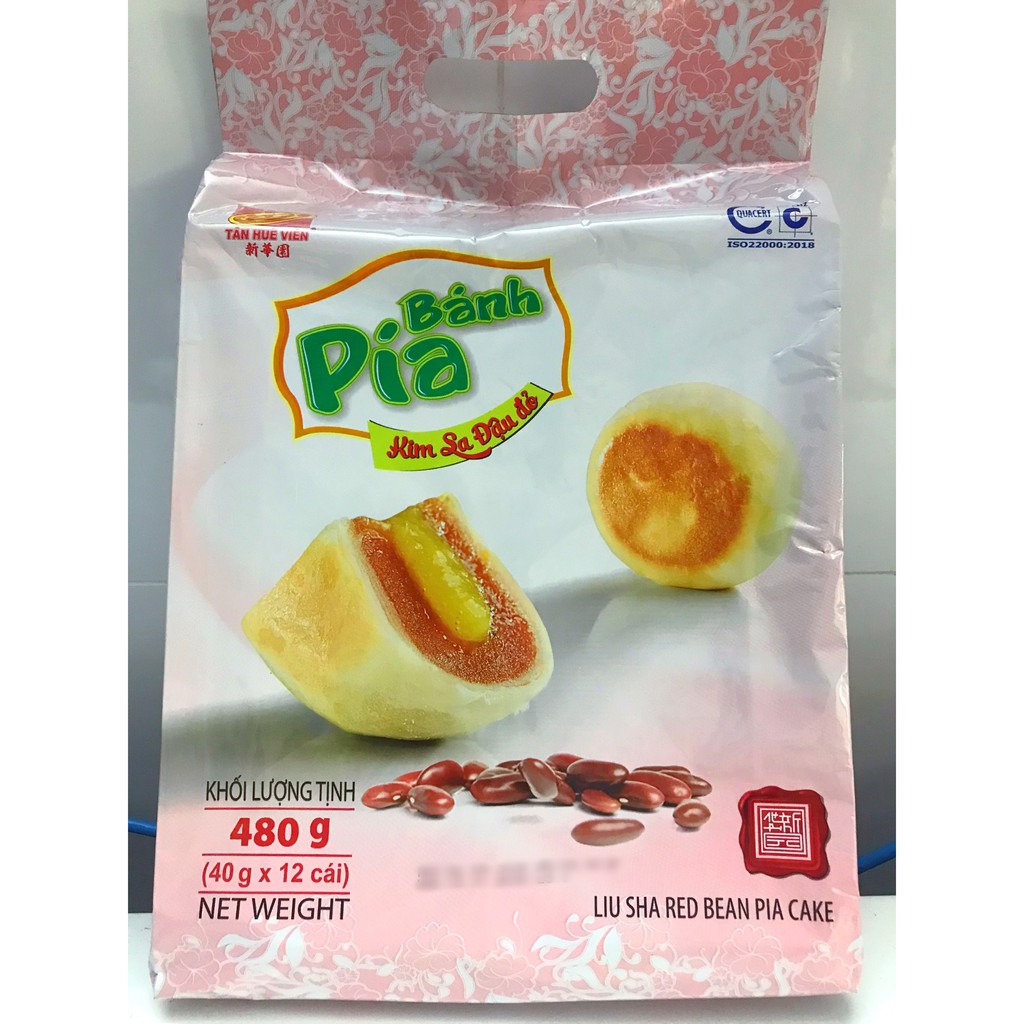 TÂN HUÊ VIÊN
新華園
QUACERT
ISO22000:2018
Bánh
Pía
Kim Sa Đậu đỏ
KHỐI LƯỢNG TỊNH
480 g
(40 g x 12 cái)
NET WEIGHT
LIU SHA RED BEAN PIA CAKE